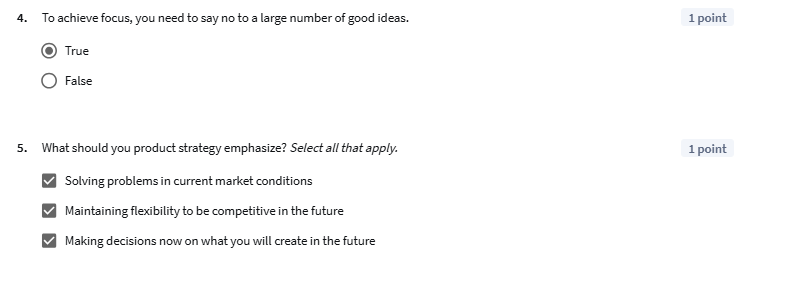 4. To achieve focus, you need to say no to a large number of good ideas. 1 point
True
False
5. What should you product strategy emphasize? Select all that apply. 1 point
Solving problems in current market conditions
Maintaining flexibility to be competitive in the future
Making decisions now on what you will create in the future